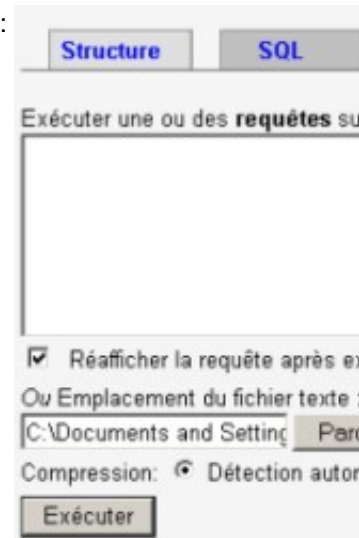 :
Structure SQL
Exécuter une ou des requêtes su
Réafficher la requête après ex
Ou Emplacement du fichier texte :
C:\Documents and Setting Parc
Compression: Détection autor
Exécuter